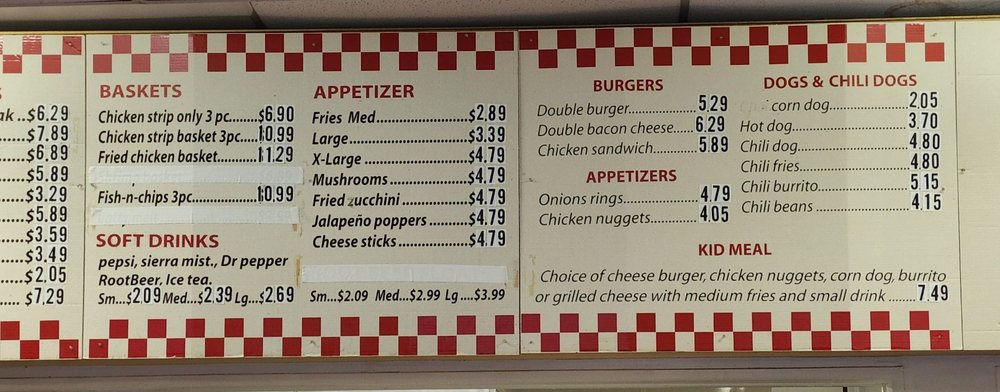 ak..$6.29
$7.89
$6.89
$5.89
$3.29
$5.89
$3.59
$3.49
$2.05
$7.29
BASKETS
Chicken strip only 3 pc......$6.90
Chicken strip basket 3pc....10.99
Fried chicken basket.........11.29
Fish-n-chips 3pc..............10.99
SOFT DRINKS
pepsi, sierra mist., Dr pepper
RootBeer, Ice tea.
Sm...$2.09 Med...$2.39 Lg...$2.69
APPETIZER
Fries Med....................$2.89
Large..................$3.39
X-Large ................$4.79
Mushrooms.............$4.79
Fried zucchini ..........$4.79
Jalapeño poppers ......$4.79
Cheese sticks...........$4.79
Sm...$2.09 Med...$2.99 Lg ....$3.99
BURGERS
Double burger............5.29
Double bacon cheese.....6.29
Chicken sandwich........5.89
APPETIZERS
Onions rings.............4.79
Chicken nuggets........4.05
DOGS & CHILI DOGS
corn dog..............2.05
Hot dog....................3.70
Chili dog...................4.80
Chili fries...................4.80
Chili burrito...............5.15
Chili beans ................4.15
KID MEAL
Choice of cheese burger, chicken nuggets, corn dog, burrito
or grilled cheese with medium fries and small drink ......7.49